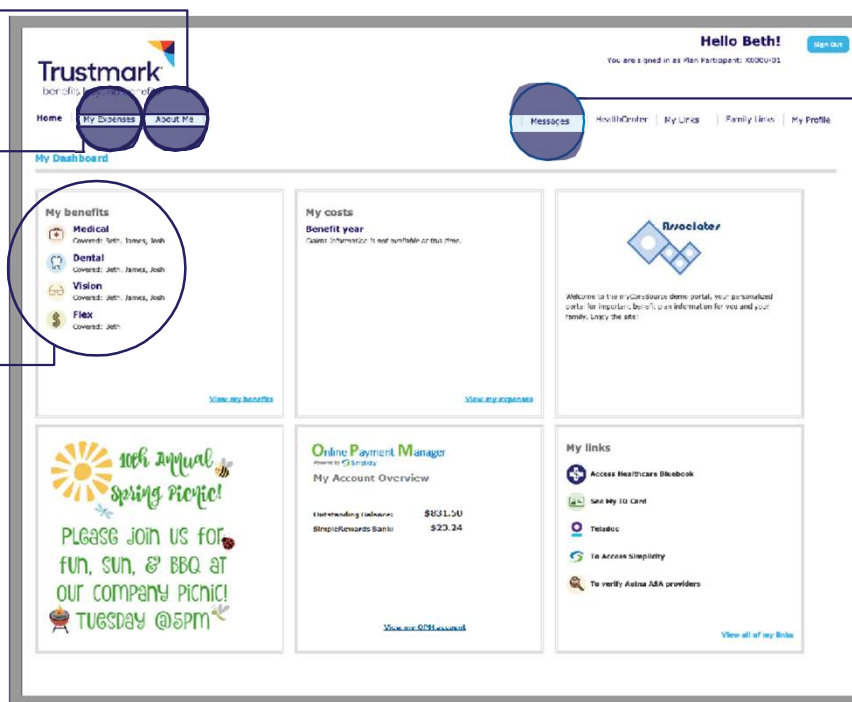 Hello Beth!
Sign Out
You are signed in as Plan Participant: X0000-01
Trustmark
benefits beyond benefits
Home
My Expenses
About Me
Messages
HealthCenter
My Links
Family Links
My Profile
My Dashboard
My benefits
Medical
Covered: Beth, James, Josh
Dental
Covered: Beth, James, Josh
Vision
Covered: Beth, James, Josh
Flex
Covered: Beth
View my benefits
My costs
Benefit year
Claims information is not available at this time.
View my expenses
Associates
Welcome to the myCoreSource demo portal, your personalized
portal for important benefit plan information for you and your
family. Enjoy the site!
10th Annual
Spring Picnic!
Please join us for
fun, sun, & BBQ at
our company picnic!
Tuesday @5pm
Online Payment Manager
Powered by Simplicity
My Account Overview
Outstanding Balance: $831.50
SimpleRewards Bank: $23.24
View my OPM account
My links
Access Healthcare Bluebook
See My ID Card
Teladoc
To Access Simplicity
To verify Aetna ASA providers
View all of my links